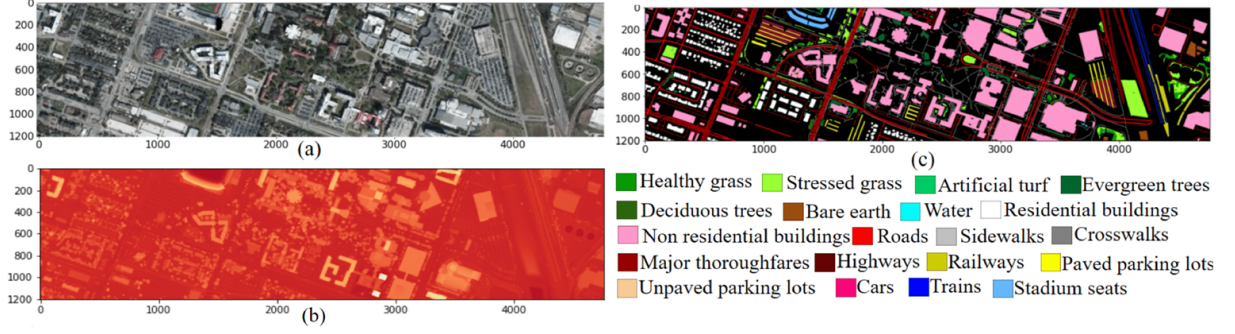 0
200
400
600
800
1000
1200
1000 2000 3000 4000
(a)
0
200
400
600
800
1000
1200
0 1000 2000 3000 4000
(b)
0
200
400
600
800
1000
1200
0 1000 2000 3000 4000
(c)
Healthy grass Stressed grass Artificial turf Evergreen trees
Deciduous trees Bare earth Water Residential buildings
Non residential buildings Roads Sidewalks Crosswalks
Major thoroughfares Highways Railways Paved parking lots
Unpaved parking lots Cars Trains Stadium seats